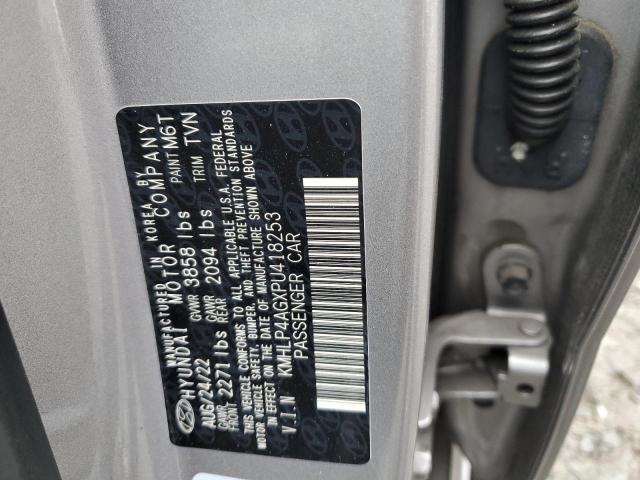 MANUFACTURED IN KOREA BY
HYUNDAI MOTOR COMPANY
AUG/24/22 GVWR 3858 lbs PAINT M6T
GAWR FRONT 2271 lbs GAWR REAR 2094 lbs TRIM TVN
THIS VEHICLE CONFORMS TO ALL APPLICABLE U.S.A. FEDERAL
MOTOR VEHICLE SAFETY, BUMPER, AND THEFT PREVENTION STANDARDS
IN EFFECT ON THE DATE OF MANUFACTURE SHOWN ABOVE
V.I.N KMHLP4AGXPU418253
PASSENGER CAR